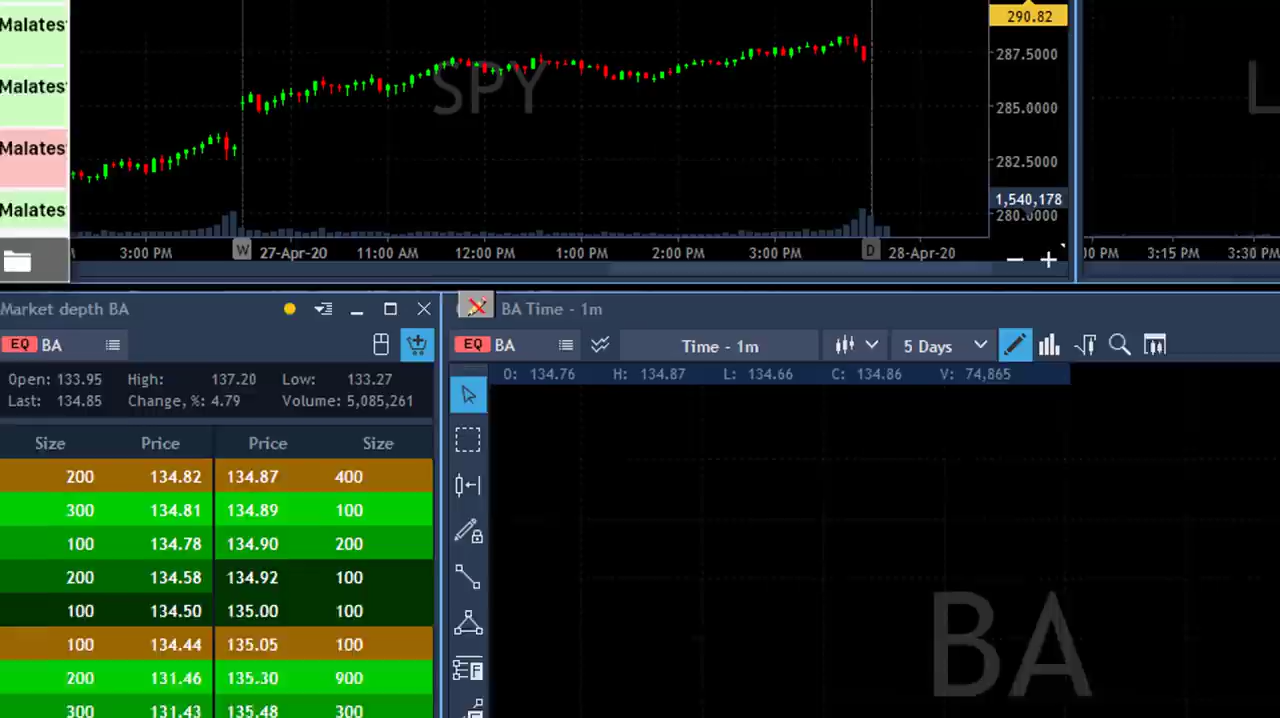 Malates
Malates
Malates
Malates
SPY
290.82
287.5000
285.0000
282.5000
1,540,178
280.0000
3:00 PM W 27-Apr-20 11:00 AM 12:00 PM 1:00 PM 2:00 PM 3:00 PM D 28-Apr-20
L
00 PM 3:15 PM 3:30 PM
Market depth BA
EQ BA
Open: 133.95 High: 137.20 Low: 133.27
Last: 134.85 Change, %: 4.79 Volume: 5,085,261
Size Price Price Size
200 134.82 134.87 400
300 134.81 134.89 100
100 134.78 134.90 200
200 134.58 134.92 100
100 134.50 135.00 100
100 134.44 135.05 100
200 131.46 135.30 900
300 131.43 135.48 300
BA Time - 1m
EQ BA Time - 1m 5 Days
O: 134.76 H: 134.87 L: 134.66 C: 134.86 V: 74,865
BA